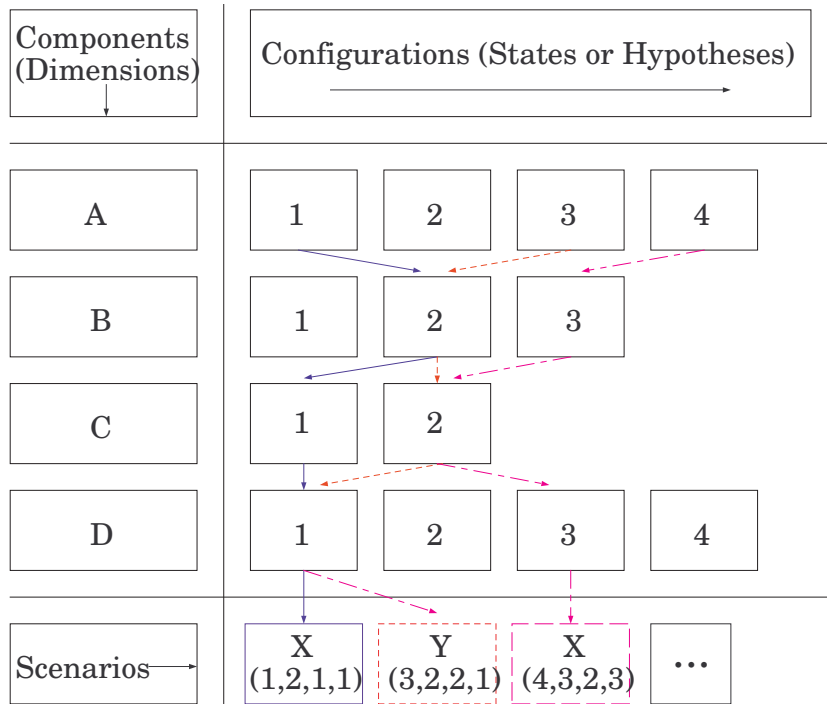 Components
(Dimensions)
Configurations (States or Hypotheses)
A
1 2 3 4
B
1 2 3
C
1 2
D
1 2 3 4
Scenarios
X
(1,2,1,1)
Y
(3,2,2,1)
X
(4,3,2,3)
...